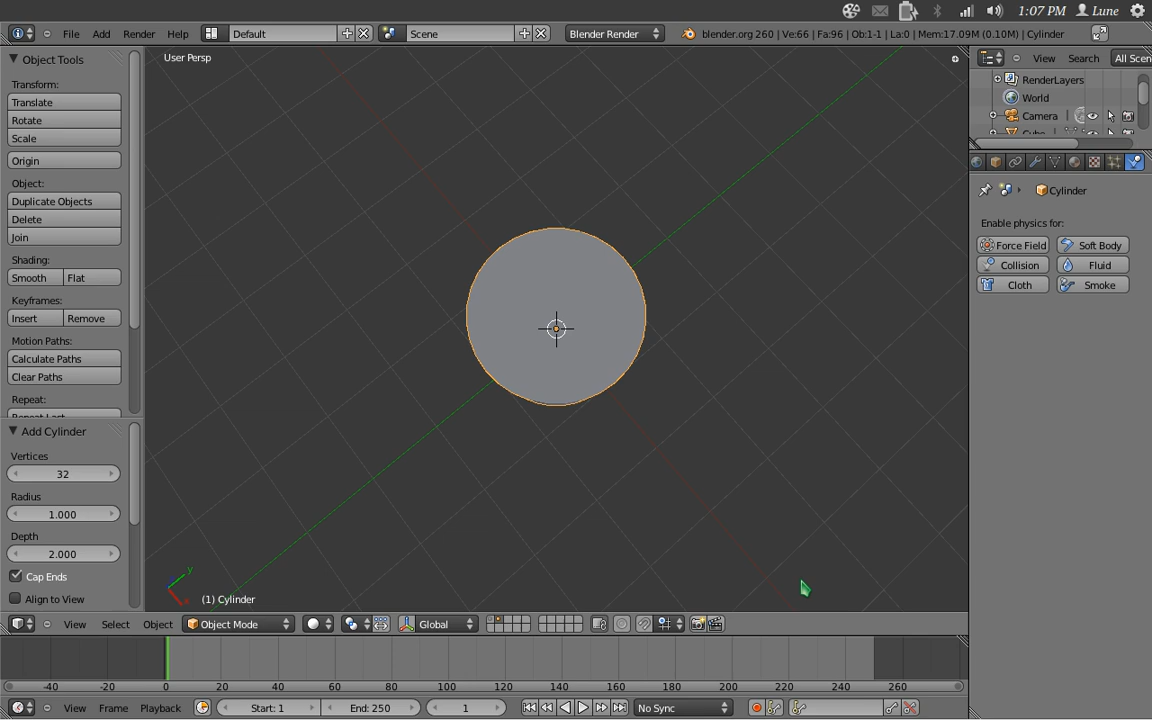 1:07 PM Lune
File Add Render Help Default Scene Blender Render blender.org 260 | Ve:66 | Fa:96 | Ob:1-1 | La:0 | Mem:17.09M (0.10M) | Cylinder
Object Tools
Transform:
Translate
Rotate
Scale
Origin
Object:
Duplicate Objects
Delete
Join
Shading:
Smooth Flat
Keyframes:
Insert Remove
Motion Paths:
Calculate Paths
Clear Paths
Repeat:
Repeat Last
Add Cylinder
Vertices
32
Radius
1.000
Depth
2.000
Cap Ends
Align to View
User Persp
y
x
(1) Cylinder
View Select Object Object Mode Global
-40 -20 0 20 40 60 80 100 120 140 160 180 200 220 240 260
View Frame Playback Start: 1 End: 250 1 No Sync
View Search All Scen
RenderLayers
World
Camera
Cube
Cylinder
Enable physics for:
Force Field Soft Body
Collision Fluid
Cloth Smoke